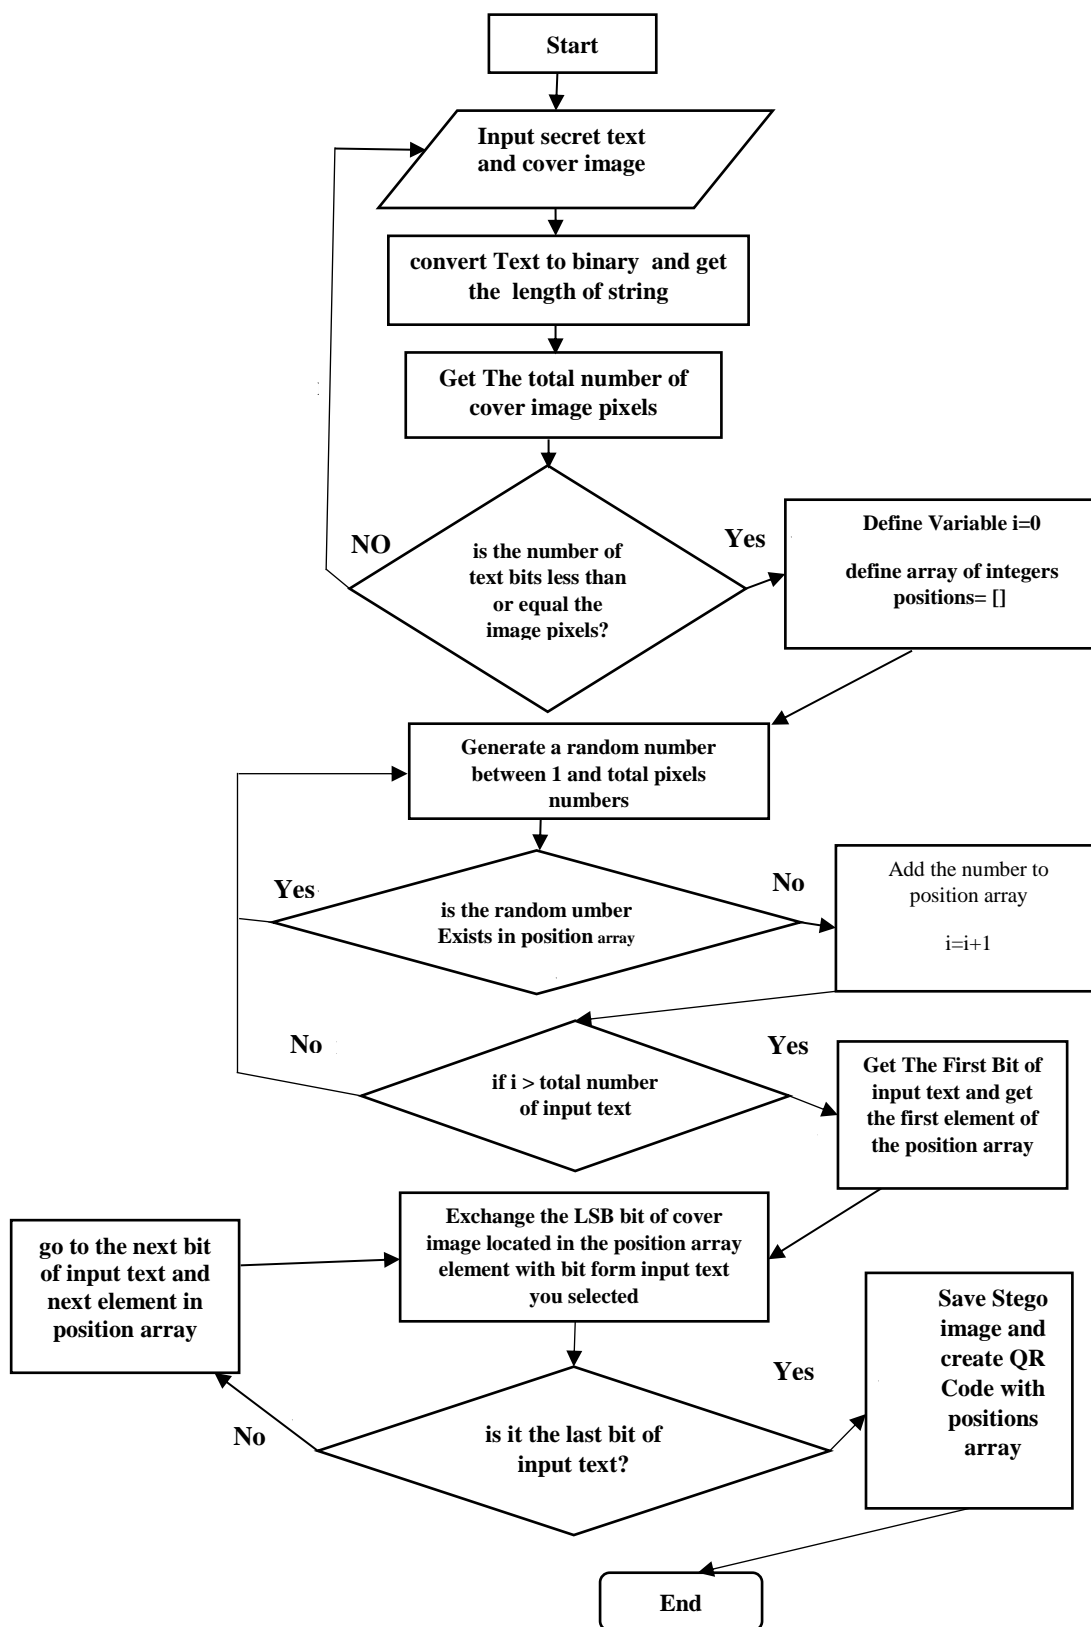 Start
Input secret text
and cover image
convert Text to binary and get
the length of string
Get The total number of
cover image pixels
NO
is the number of
text bits less than
or equal the
image pixels?
Yes
Define Variable i=0
define array of integers
positions= []
Generate a random number
between 1 and total pixels
numbers
Yes
is the random umber
Exists in position array
No
Add the number to
position array
i=i+1
No
if i > total number
of input text
Yes
Get The First Bit of
input text and get
the first element of
the position array
Exchange the LSB bit of cover
image located in the position array
element with bit form input text
you selected
go to the next bit
of input text and
next element in
position array
No
is it the last bit of
input text?
Yes
Save Stego
image and
create QR
Code with
positions
array
End